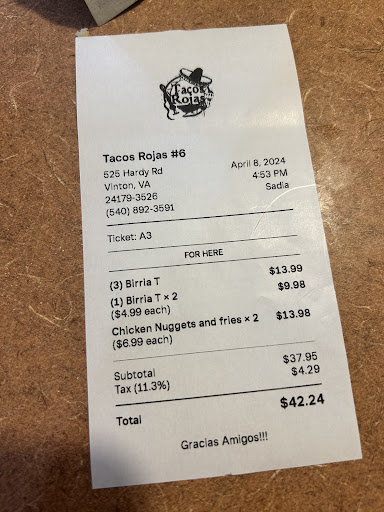 Tacos
Rojas
Tacos Rojas #6
525 Hardy Rd
Vinton, VA
24179-3526
(540) 892-3591
April 8, 2024
4:53 PM
Sadia
Ticket: A3
FOR HERE
(3) Birria T $13.99
(1) Birria T × 2 $9.98
($4.99 each)
Chicken Nuggets and fries × 2 $13.98
($6.99 each)
Subtotal $37.95
Tax (11.3%) $4.29
Total $42.24
Gracias Amigos!!!